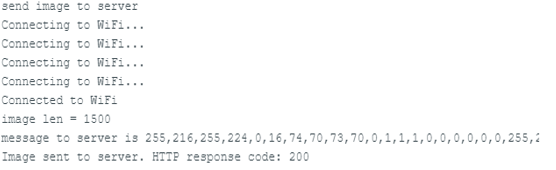 send image to server
Connecting to WiFi...
Connecting to WiFi...
Connecting to WiFi...
Connecting to WiFi...
Connected to WiFi
image len = 1500
message to server is 255,216,255,224,0,16,74,70,73,70,0,1,1,1,0,0,0,0,0,0,255,2
Image sent to server. HTTP response code: 200